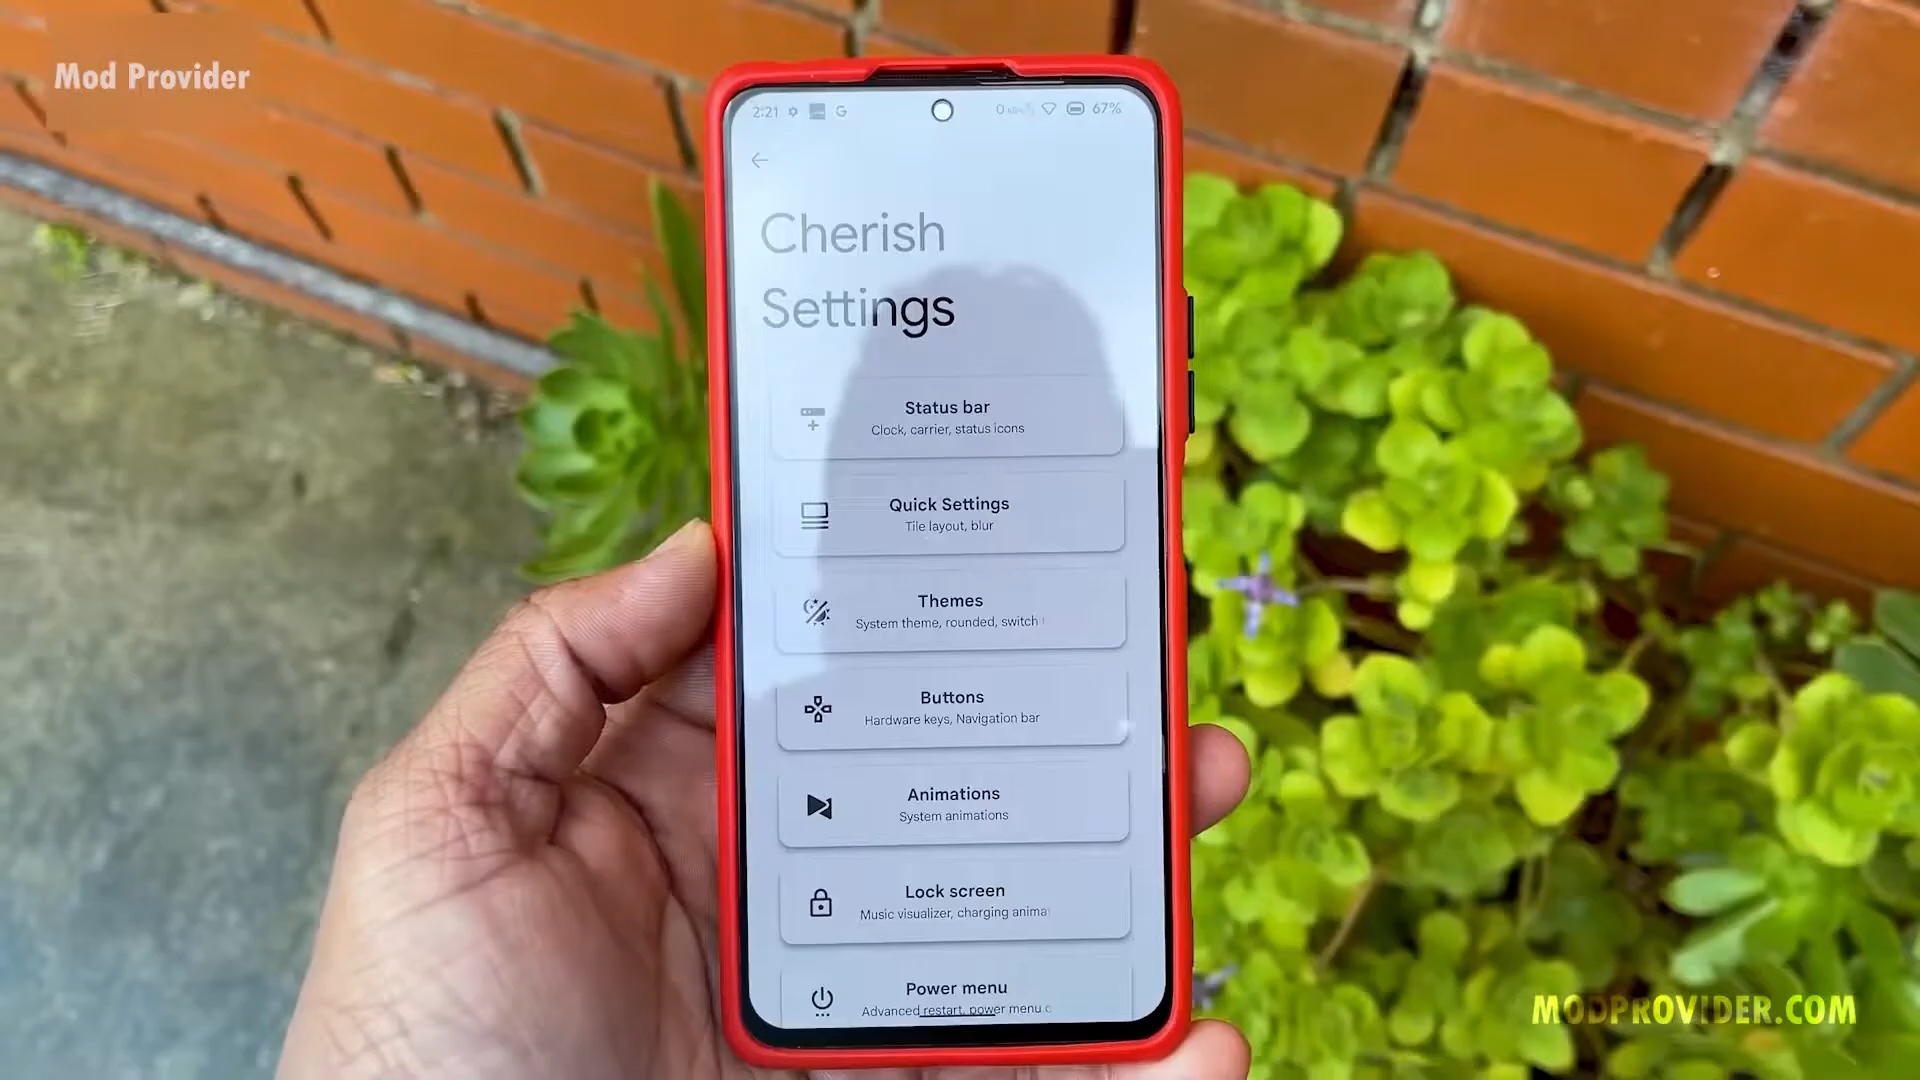 Mod Provider
2:21 G 67%
Cherish
Settings
Status bar
Clock, carrier, status icons
Quick Settings
Tile layout, blur
Themes
System theme, rounded, switch
Buttons
Hardware keys, Navigation bar
Animations
System animations
Lock screen
Music visualizer, charging anima
Power menu
Advanced restart, power menu
MODPROVIDER.COM